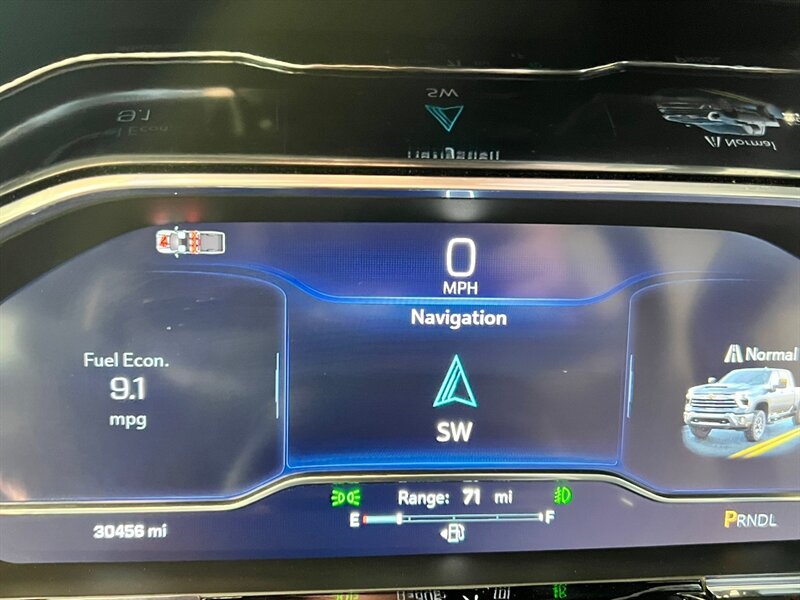 0
MPH
Navigation
SW
Fuel Econ.
9.1
mpg
Normal
Range: 71 mi
E F
30456 mi
PRNDL